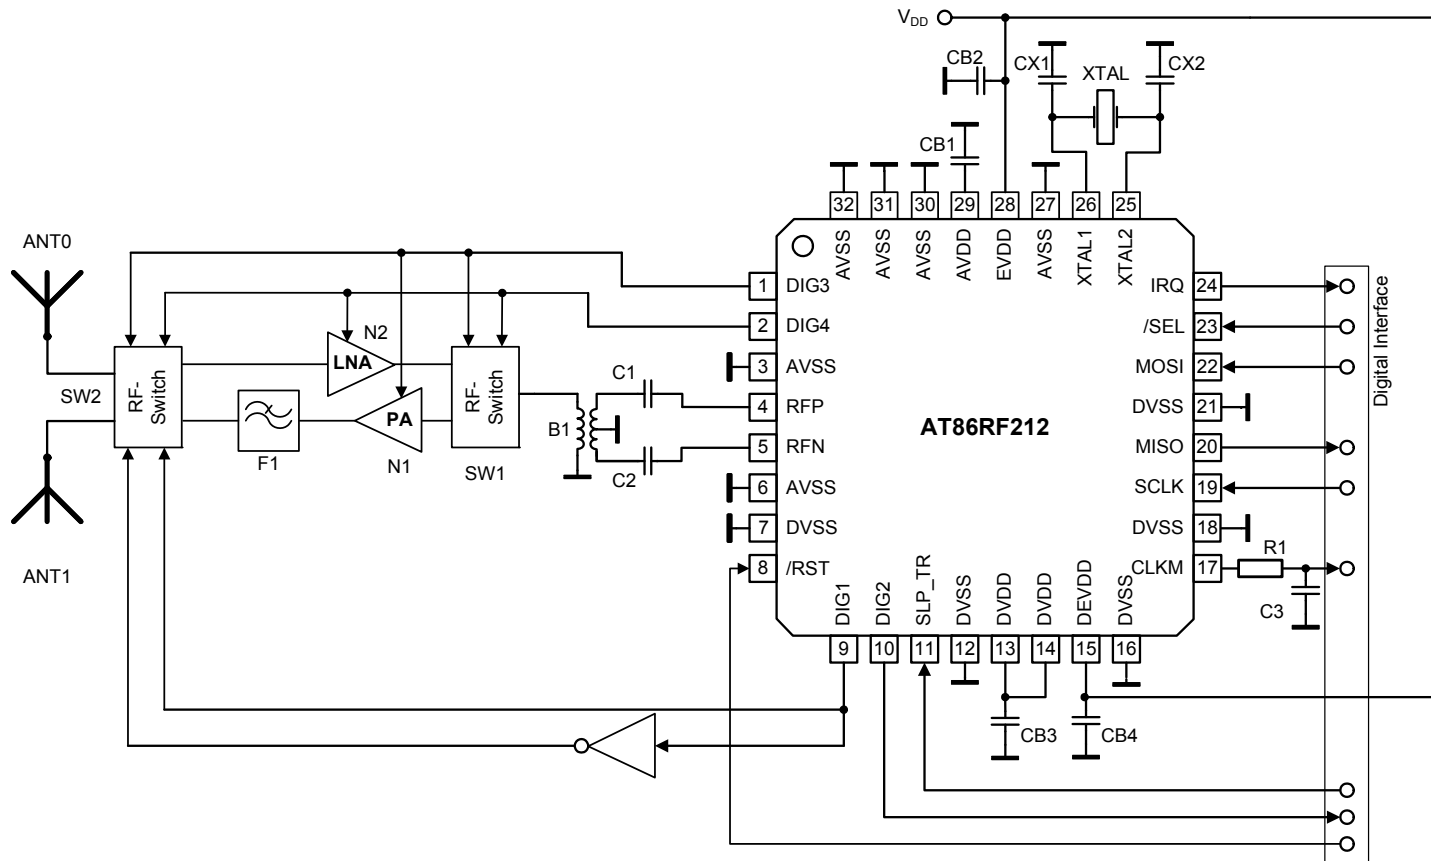 VDD
CB2
CX1
XTAL
CX2
CB1
32
31
30
29
28
27
26
25
AVSS
AVSS
AVSS
AVDD
EVDD
AVSS
XTAL1
XTAL2
ANT0
1
DIG3
IRQ
24
2
DIG4
/SEL
23
N2
LNA
3
AVSS
MOSI
22
Digital Interface
SW2
RF-
Switch
RF-
Switch
C1
4
RFP
DVSS
21
PA
B1
AT86RF212
5
RFN
MISO
20
F1
N1
SW1
C2
6
AVSS
SCLK
19
7
DVSS
DVSS
18
ANT1
8
/RST
CLKM
17
R1
C3
DIG1
DIG2
SLP_TR
DVSS
DVDD
DVDD
DEVDD
DVSS
9
10
11
12
13
14
15
16
CB3
CB4